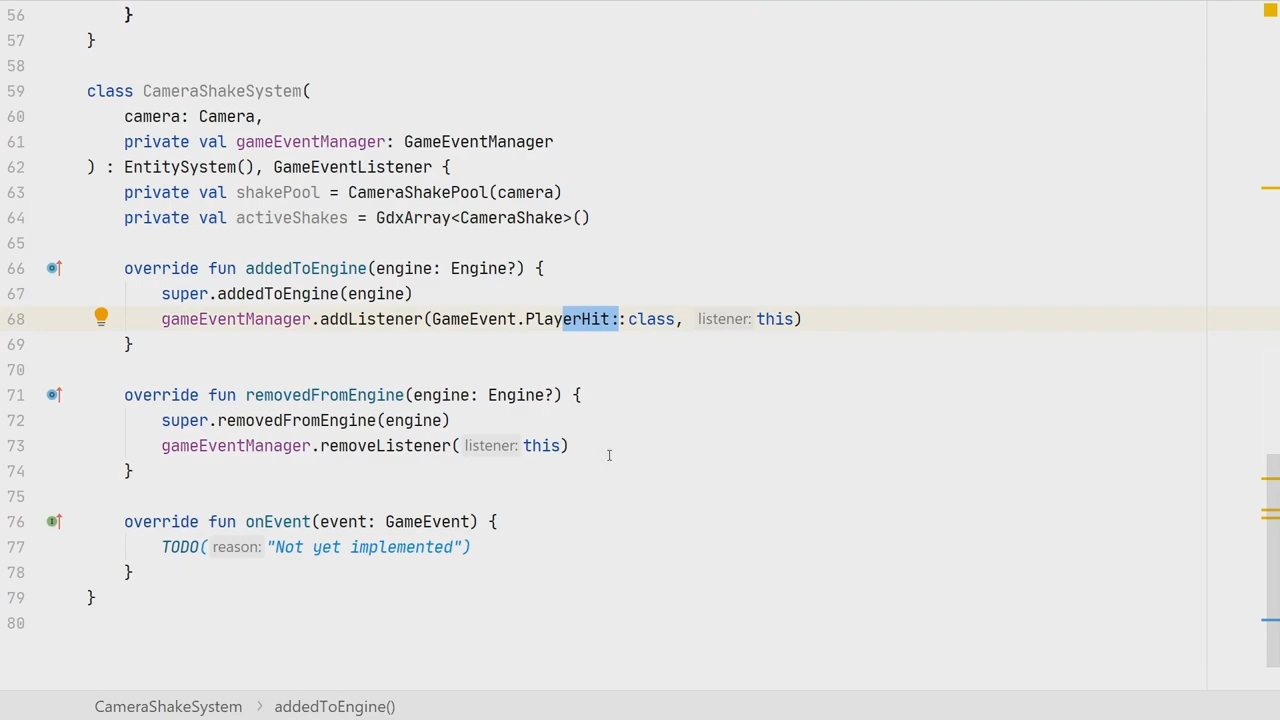 56 }
57 }
58
59 class CameraShakeSystem(
60 camera: Camera,
61 private val gameEventManager: GameEventManager
62 ) : EntitySystem(), GameEventListener {
63 private val shakePool = CameraShakePool(camera)
64 private val activeShakes = GdxArray<CameraShake>()
65
66 override fun addedToEngine(engine: Engine?) {
67 super.addedToEngine(engine)
68 gameEventManager.addListener(GameEvent.PlayerHit::class, listener: this)
69 }
70
71 override fun removedFromEngine(engine: Engine?) {
72 super.removedFromEngine(engine)
73 gameEventManager.removeListener( listener: this)
74 }
75
76 override fun onEvent(event: GameEvent) {
77 TODO( reason: "Not yet implemented")
78 }
79 }
80
CameraShakeSystem > addedToEngine()